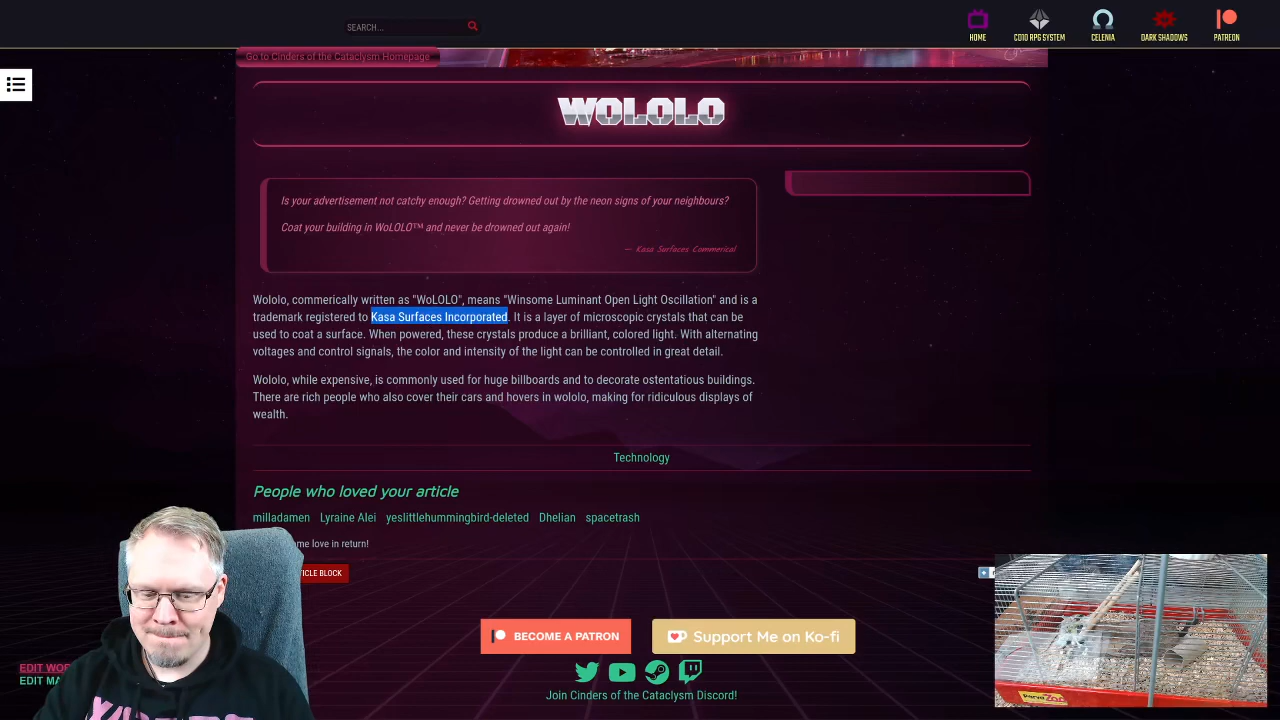 SEARCH...
HOME
COTO RPG SYSTEM
CELENIA
DARK SHADOWS
PATREON
Go to Cinders of the Cataclysm Homepage
WOLOLO
Is your advertisement not catchy enough? Getting drowned out by the neon signs of your neighbours?
Coat your building in WoLOLO™ and never be drowned out again!
— Kasa Surfaces Commerical
Wololo, commerically written as "WoLOLO", means "Winsome Luminant Open Light Oscillation" and is a
trademark registered to Kasa Surfaces Incorporated. It is a layer of microscopic crystals that can be
used to coat a surface. When powered, these crystals produce a brilliant, colored light. With alternating
voltages and control signals, the color and intensity of the light can be controlled in great detail.
Wololo, while expensive, is commonly used for huge billboards and to decorate ostentatious buildings.
There are rich people who also cover their cars and hovers in wololo, making for ridiculous displays of
wealth.
Technology
People who loved your article
milladamen Lyraine Alei yeslittlehummingbird-deleted Dhelian spacetrash
me love in return!
TICLE BLOCK
BECOME A PATRON
Support Me on Ko-fi
EDIT WOR
EDIT MA
Join Cinders of the Cataclysm Discord!